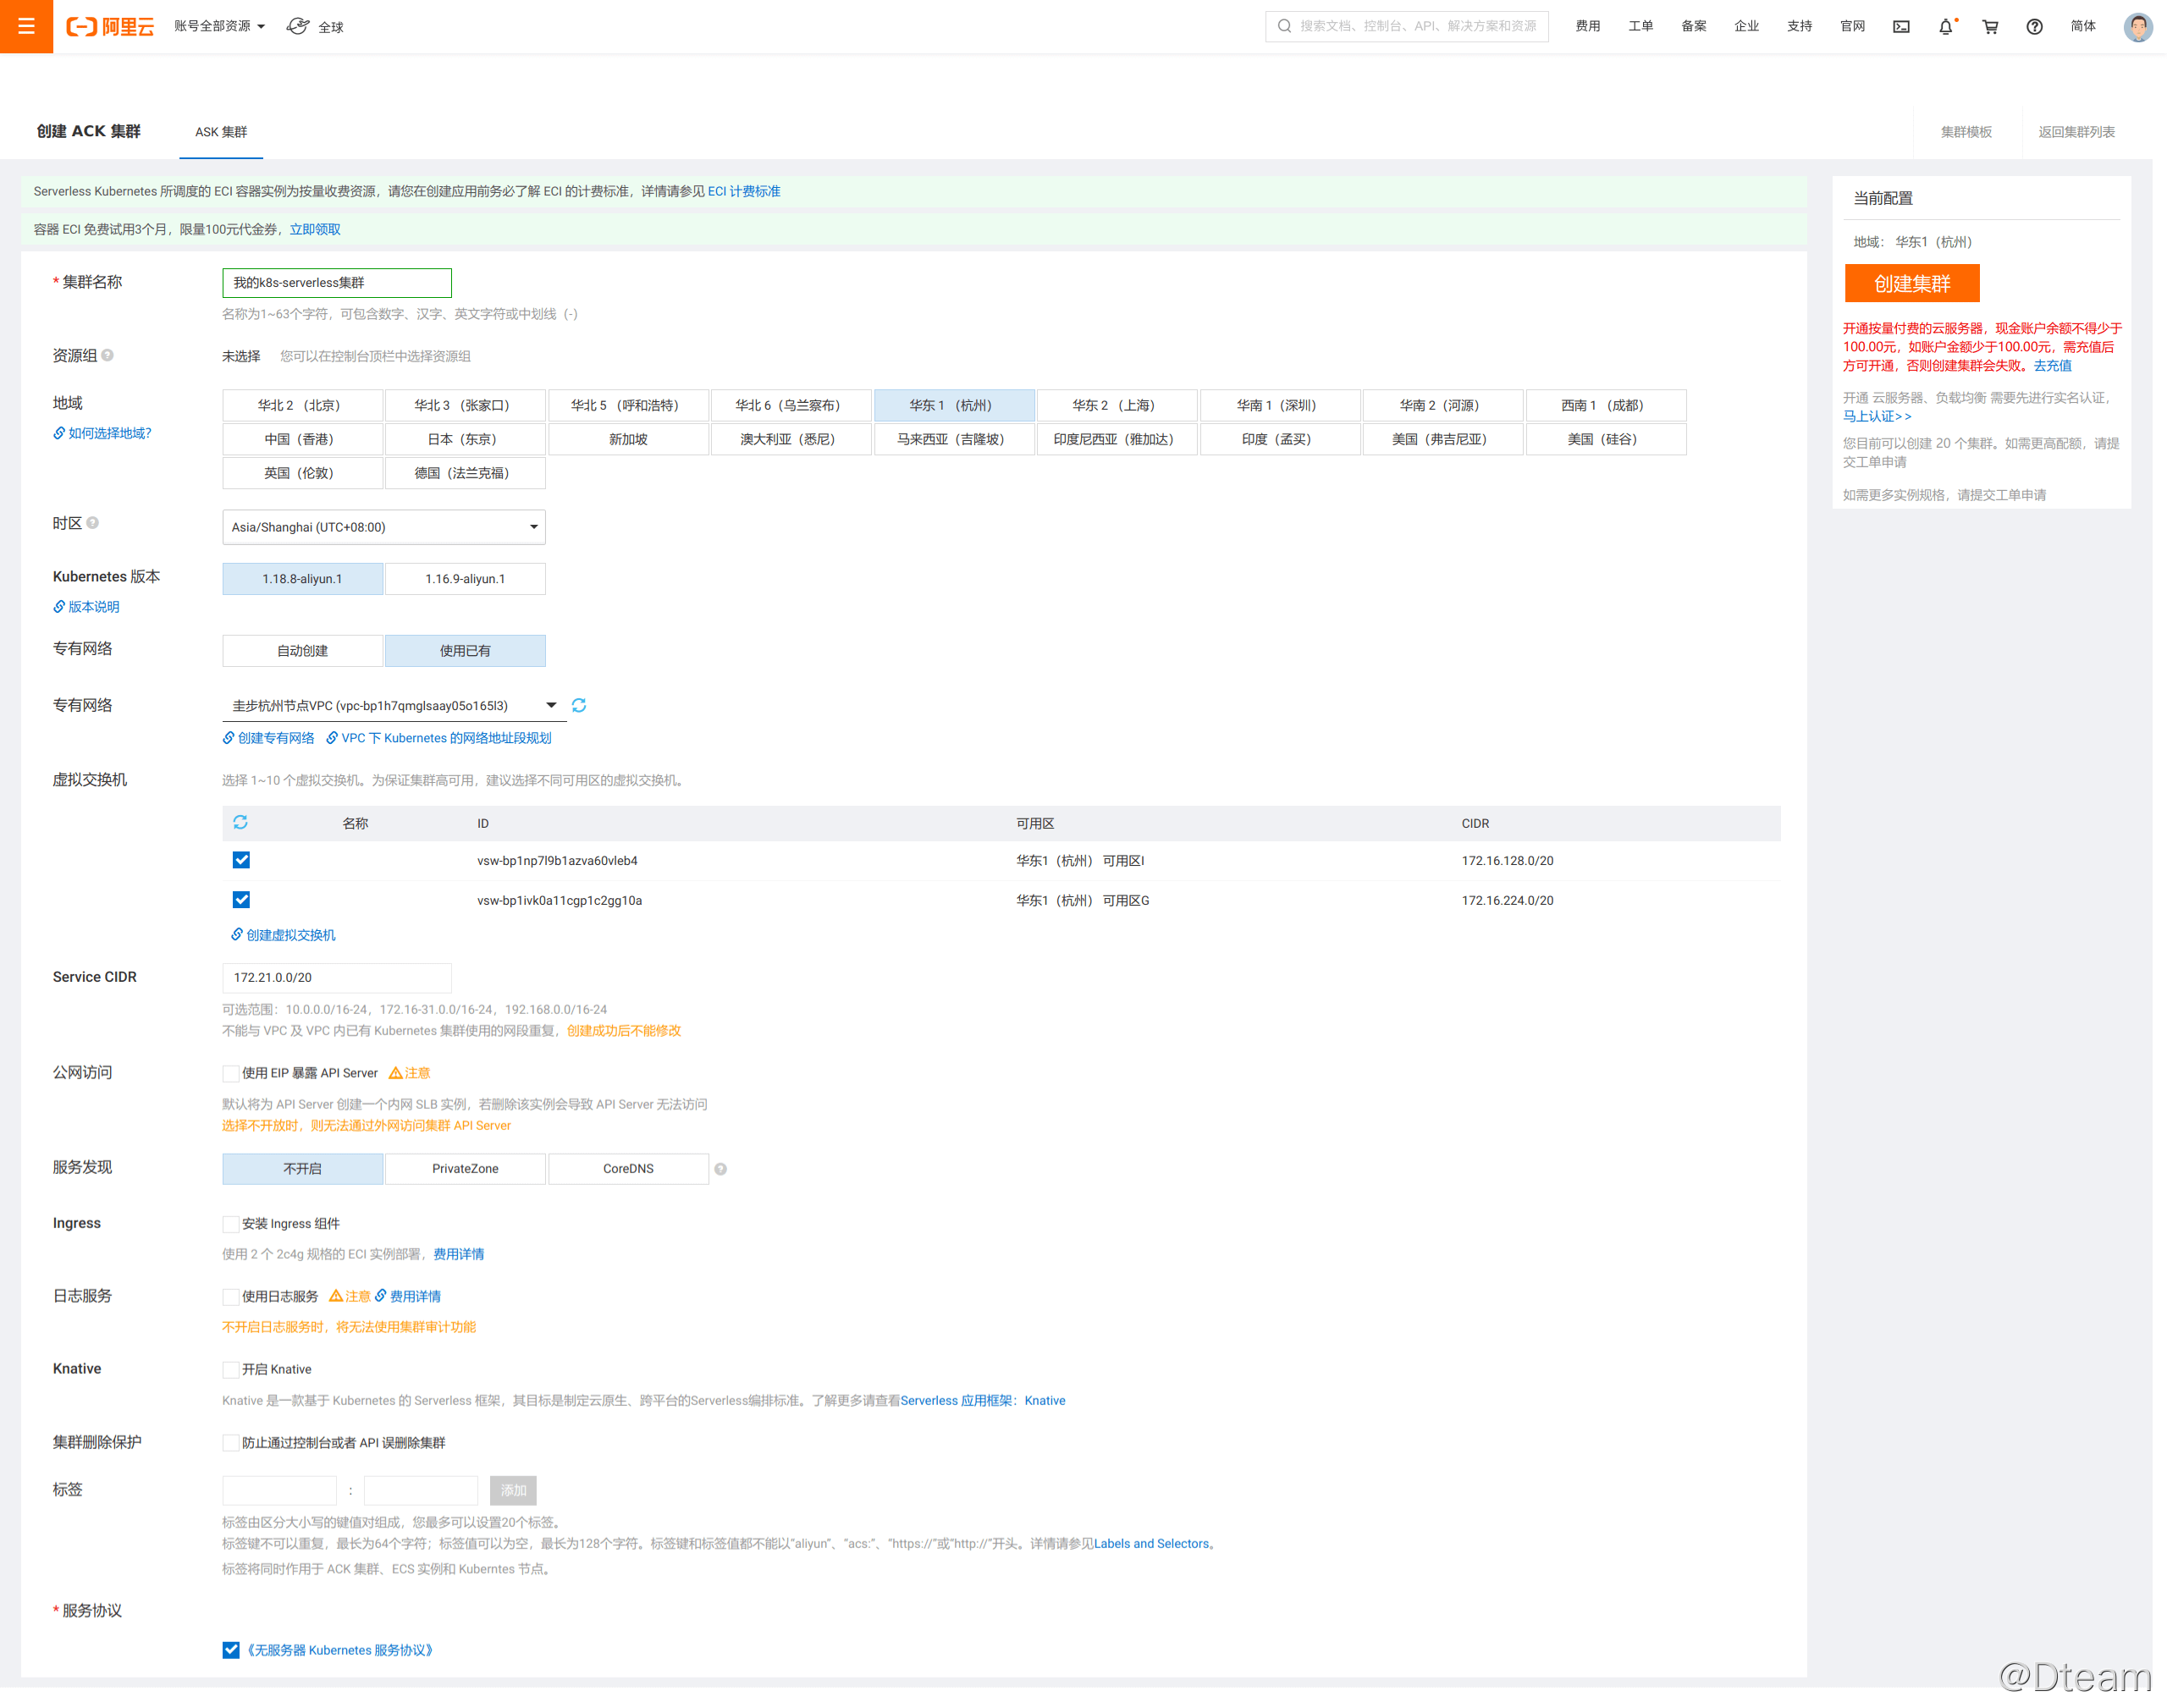 阿里云 账号全部资源 全球 搜索文档、控制台、API、解决方案和资源 费用 工单 备案 企业 支持 官网 简体
创建 ACK 集群 ASK 集群 集群模板 返回集群列表
Serverless Kubernetes 所调度的 ECI 容器实例为按量收费资源，请您在创建应用前务必了解 ECI 的计费标准，详情请参见 ECI 计费标准
容器 ECI 免费试用3个月，限量100元代金券，立即领取
* 集群名称 我的k8s-serverless集群
名称为1~63个字符，可包含数字、汉字、英文字符或中划线（-）
资源组 未选择 您可以在控制台顶栏中选择资源组
地域 华北 2 （北京） 华北 3 （张家口） 华北 5 （呼和浩特） 华北 6（乌兰察布） 华东 1 （杭州） 华东 2 （上海） 华南 1（深圳） 华南 2（河源） 西南 1 （成都）
如何选择地域? 中国（香港） 日本（东京） 新加坡 澳大利亚（悉尼） 马来西亚（吉隆坡） 印度尼西亚（雅加达） 印度（孟买） 美国（弗吉尼亚） 美国（硅谷）
英国（伦敦） 德国（法兰克福）
时区 Asia/Shanghai (UTC+08:00)
Kubernetes 版本 1.18.8-aliyun.1 1.16.9-aliyun.1
版本说明
专有网络 自动创建 使用已有
专有网络 圭步杭州节点VPC (vpc-bp1h7qmglsaay05o165l3)
创建专有网络 VPC 下 Kubernetes 的网络地址段规划
虚拟交换机 选择 1~10 个虚拟交换机。为保证集群高可用，建议选择不同可用区的虚拟交换机。
名称 ID 可用区 CIDR
vsw-bp1np7l9b1azva60vleb4 华东1（杭州） 可用区I 172.16.128.0/20
vsw-bp1ivk0a11cgp1c2gg10a 华东1（杭州） 可用区G 172.16.224.0/20
创建虚拟交换机
Service CIDR 172.21.0.0/20
可选范围：10.0.0.0/16-24，172.16-31.0.0/16-24，192.168.0.0/16-24
不能与 VPC 及 VPC 内已有 Kubernetes 集群使用的网段重复，创建成功后不能修改
公网访问 使用 EIP 暴露 API Server 注意
默认将为 API Server 创建一个内网 SLB 实例，若删除该实例会导致 API Server 无法访问
选择不开放时，则无法通过外网访问集群 API Server
服务发现 不开启 PrivateZone CoreDNS
Ingress 安装 Ingress 组件
使用 2 个 2c4g 规格的 ECI 实例部署，费用详情
日志服务 使用日志服务 注意 费用详情
不开启日志服务时，将无法使用集群审计功能
Knative 开启 Knative
Knative 是一款基于 Kubernetes 的 Serverless 框架，其目标是制定云原生、跨平台的Serverless编排标准。了解更多请查看Serverless 应用框架：Knative
集群删除保护 防止通过控制台或者 API 误删除集群
标签 : 添加
标签由区分大小写的键值对组成，您最多可以设置20个标签。
标签键不可以重复，最长为64个字符；标签值可以为空，最长为128个字符。标签键和标签值都不能以“aliyun”、“acs:”、“https://”或“http://”开头。详情请参见Labels and Selectors。
标签将同时作用于 ACK 集群、ECS 实例和 Kuberntes 节点。
* 服务协议
《无服务器 Kubernetes 服务协议》
当前配置
地域： 华东1（杭州）
创建集群
开通按量付费的云服务器，现金账户余额不得少于
100.00元，如账户金额少于100.00元，需充值后
方可开通，否则创建集群会失败。去充值
开通 云服务器、负载均衡 需要先进行实名认证，
马上认证>>
您目前可以创建 20 个集群。如需更高配额，请提
交工单申请
如需更多实例规格，请提交工单申请
@Dteam